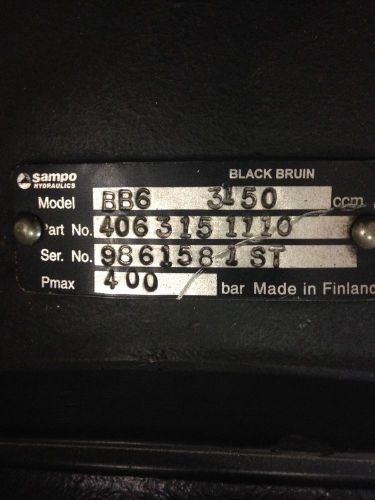 sampo BLACK BRUIN
HYDRAULICS
Model BB6 3150 ccm
Part No. 406 315 1110
Ser. No. 986158 1 ST
Pmax 400 bar Made in Finland